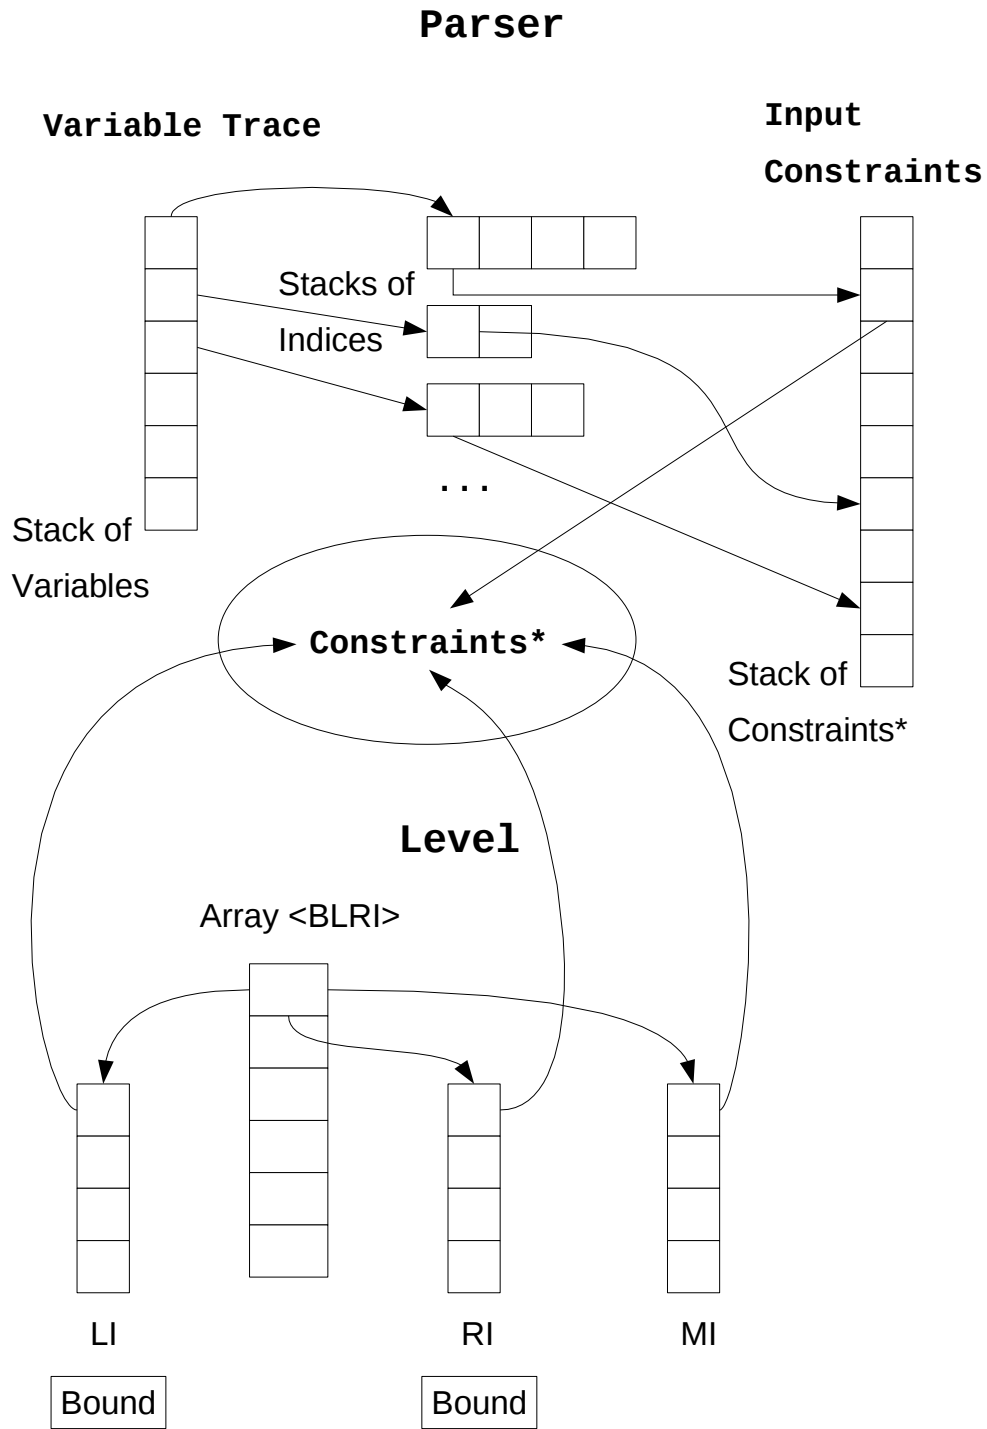 Parser
Variable Trace
Input
Constraints
Stacks of
Indices
...
Stack of
Variables
Constraints*
Stack of
Constraints*
Level
Array <BLRI>
LI
RI
MI
Bound
Bound